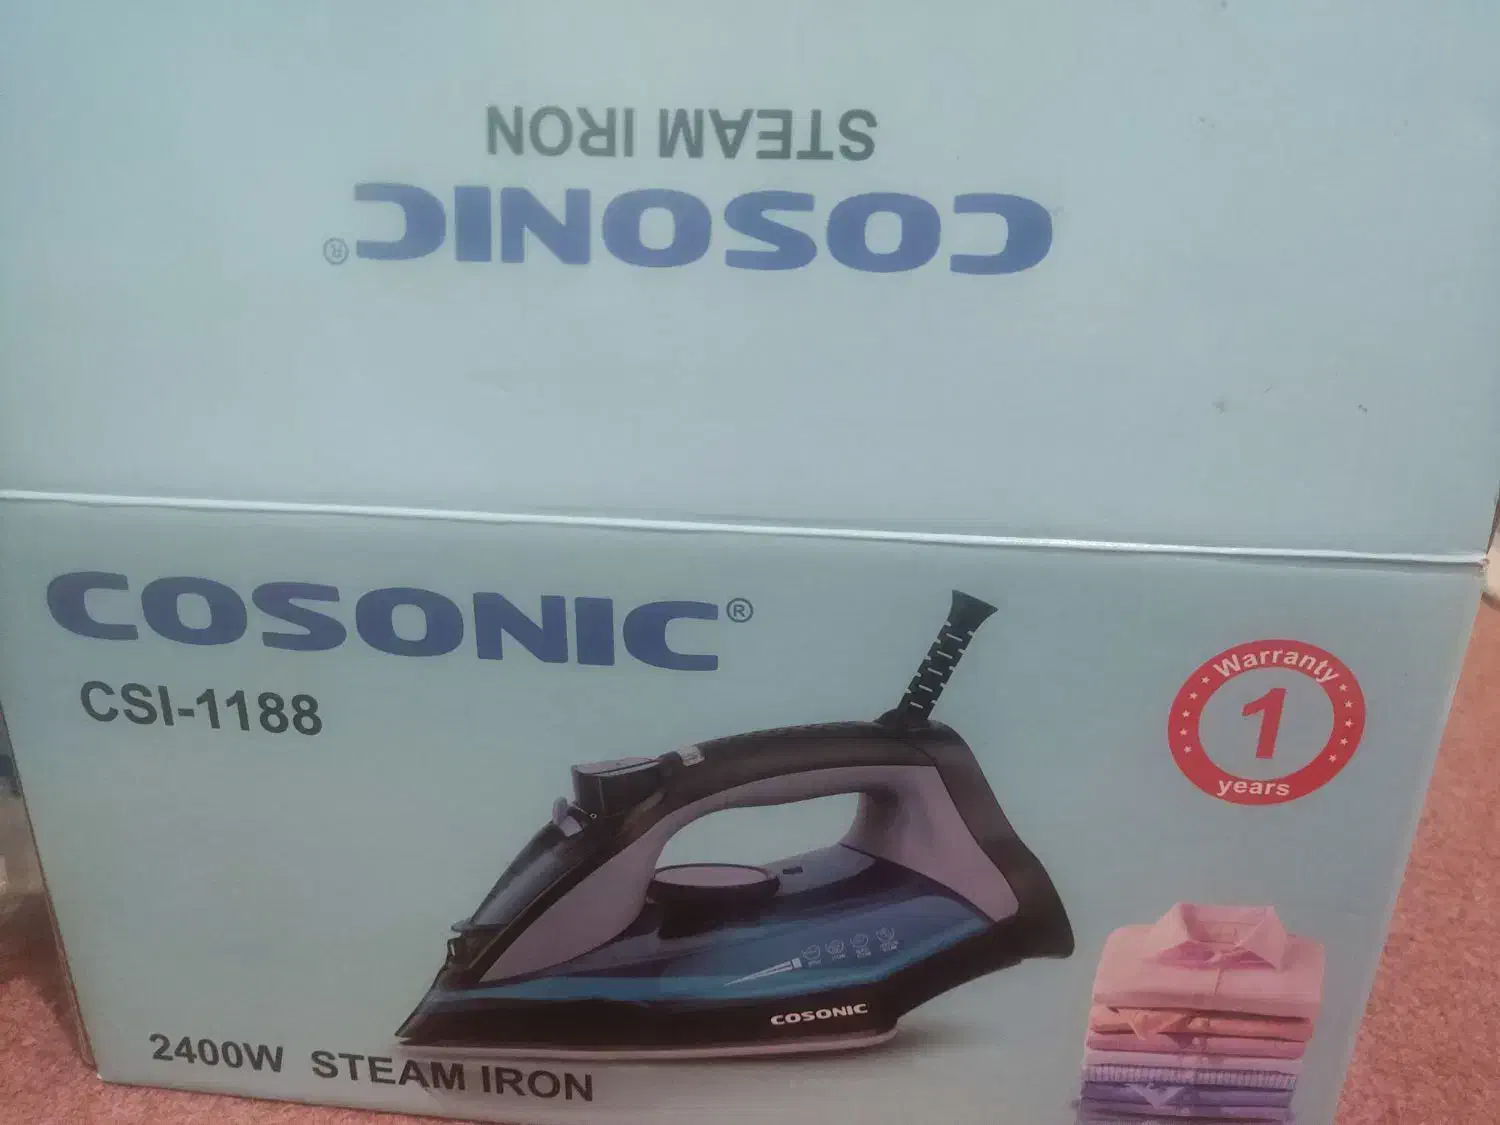 STEAM IRON
COSONIC®
COSONIC®
CSI-1188
Warranty
1
years
COSONIC
2400W STEAM IRON